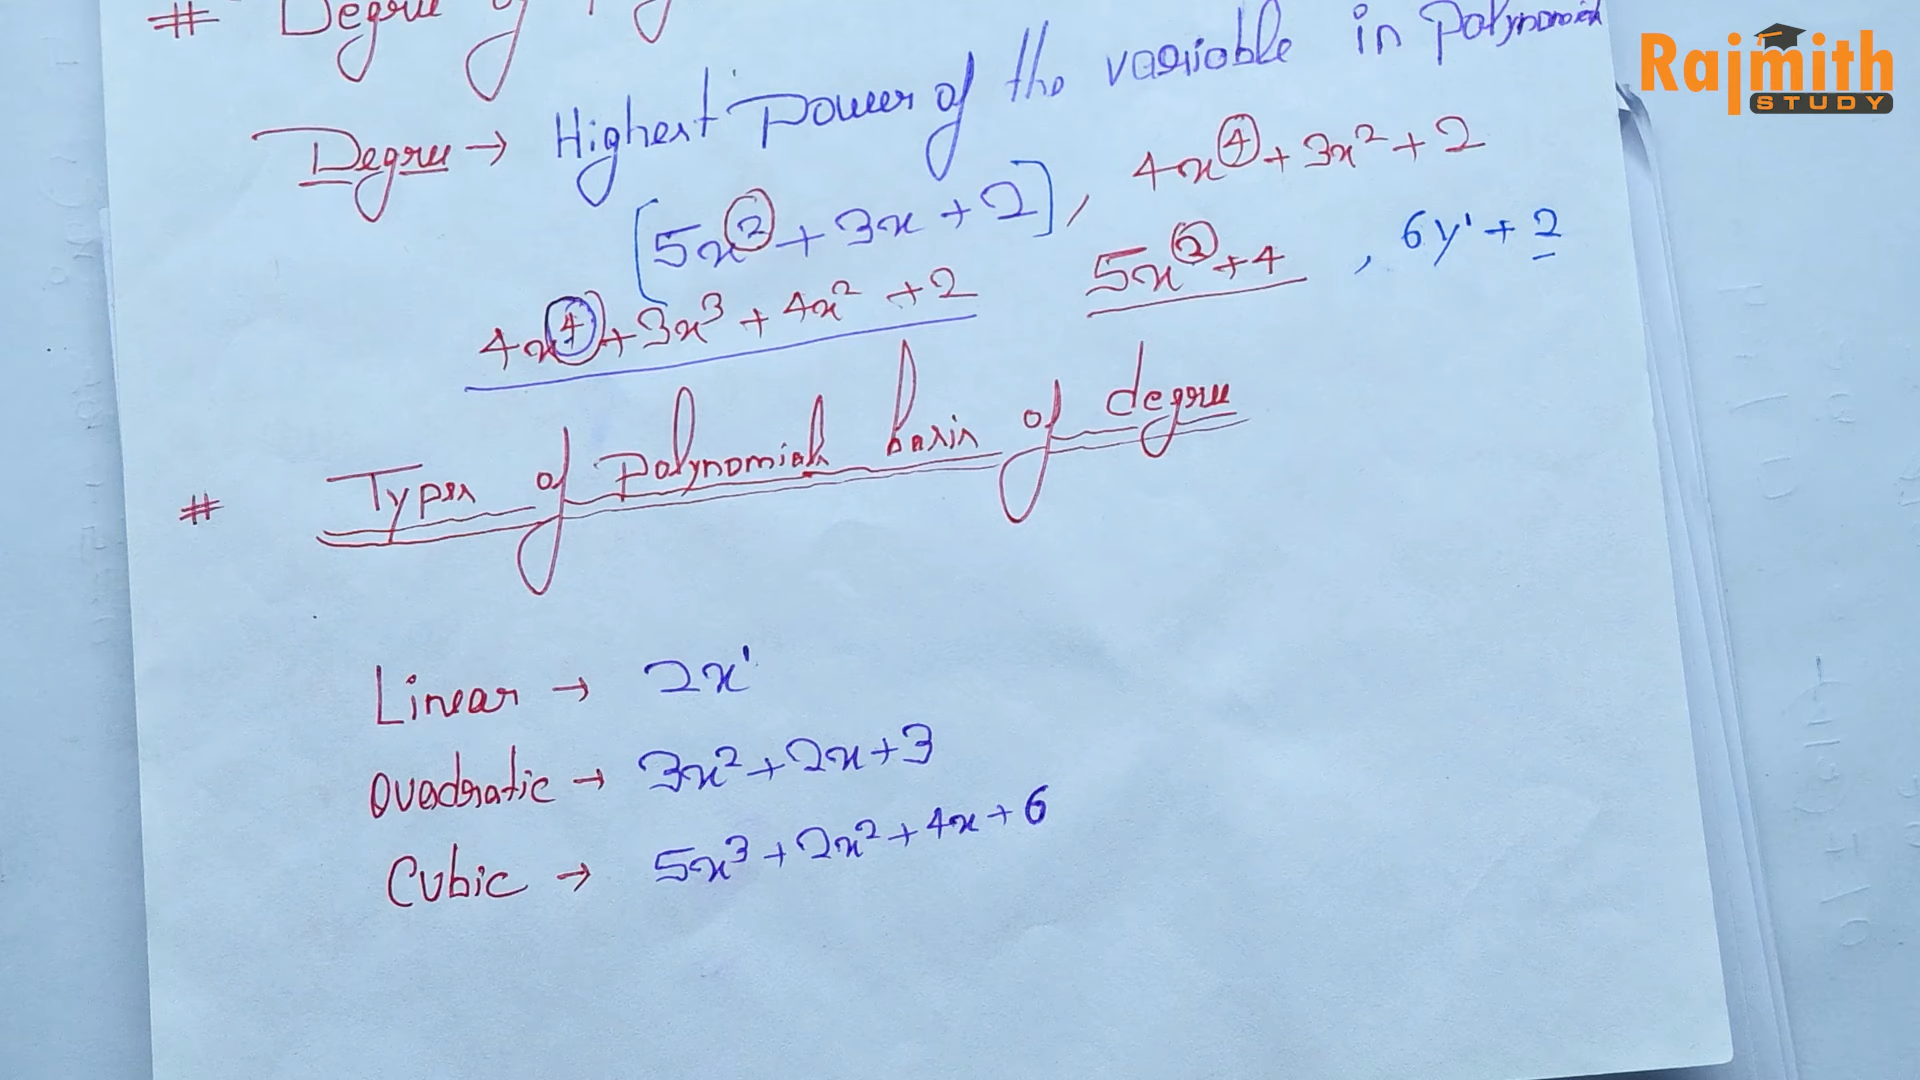 # Degree of
Degree → Highest Power of the variable in Polynomial
[5x² + 3x + 2], 4x⁴ + 3x² + 2
4x⁴ + 3x³ + 4x² + 2 5x² + 4 , 6y¹ + 2
# Types of Polynomials basis of degree
Linear → 2x¹
Quadratic → 3x² + 2x + 3
Cubic → 5x³ + 2x² + 4x + 6
Rajmith
STUDY